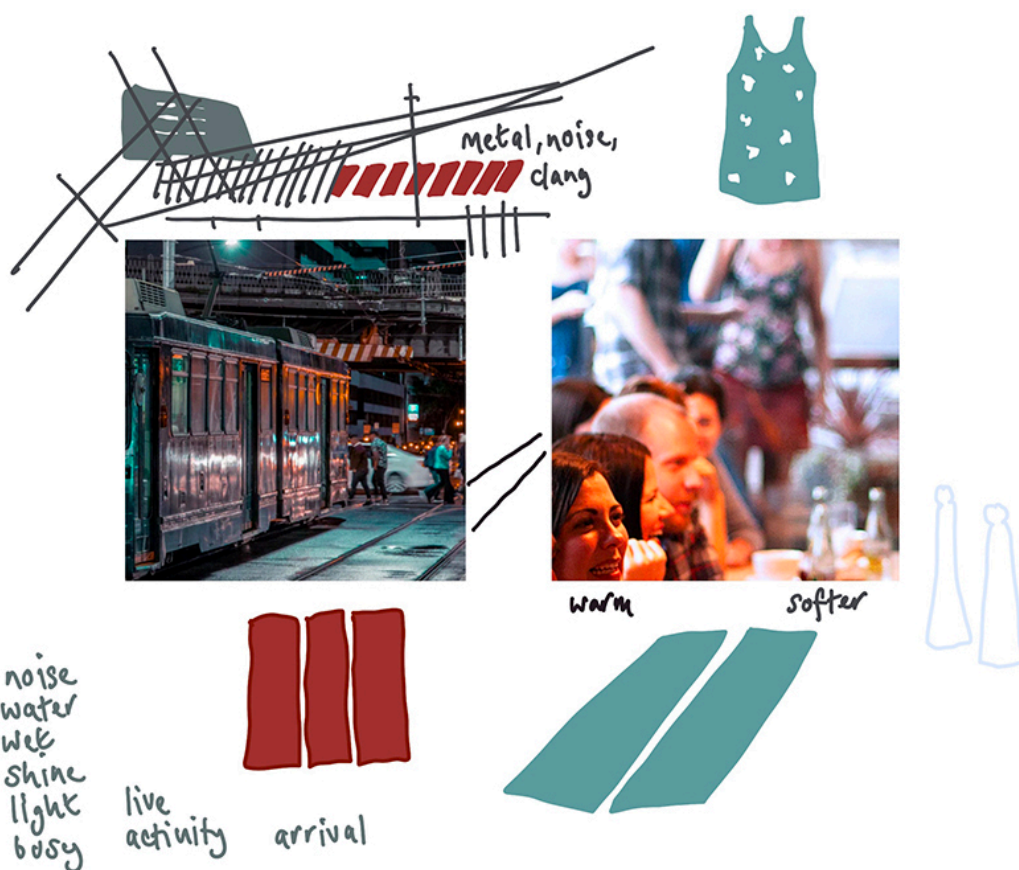 metal, noise,
clang
warm
softer
noise
water
wet
shine
light
busy
live
activity
arrival